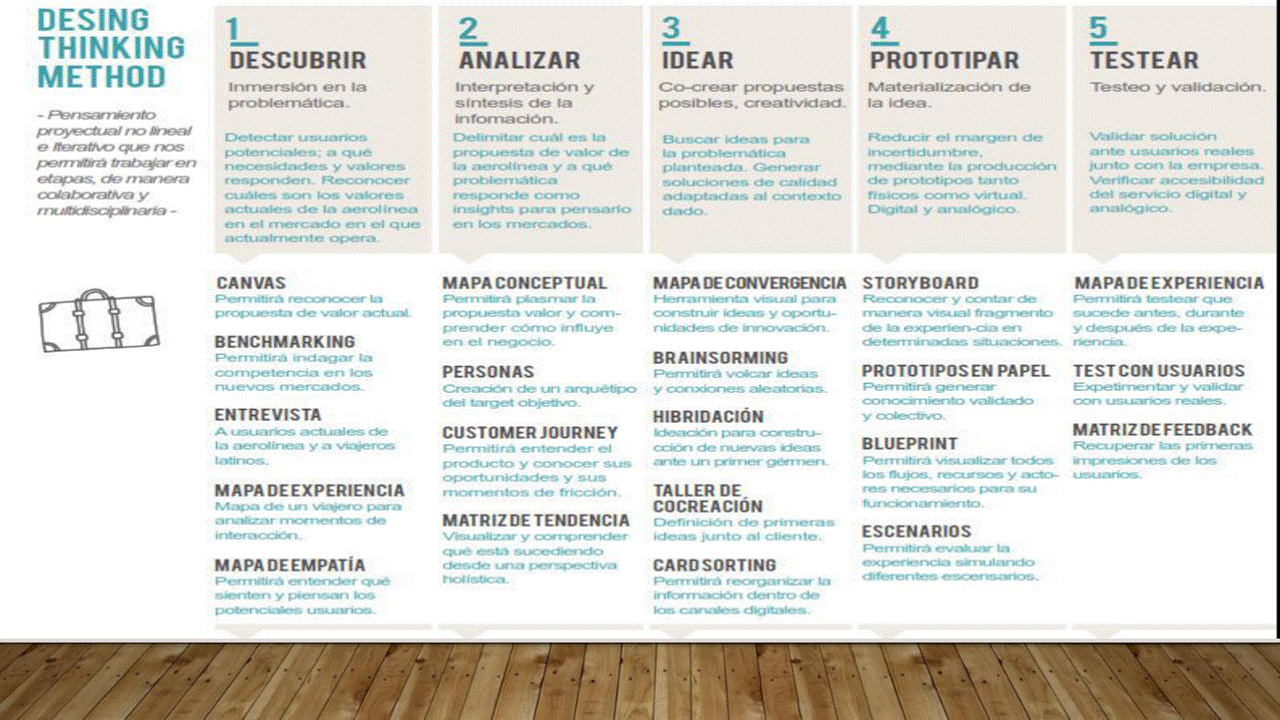 DESING
THINKING
METHOD
- Pensamiento
proyectual no lineal
e Iterativo que nos
permitirá trabajar en
etapas, de manera
colaborativa y
multidisciplinaria -
1
DESCUBRIR
Inmersión en la
problemática.
Detectar usuarios
potenciales; a qué
necesidades y valores
responden. Reconocer
cuáles son los valores
actuales de la aerolínea
en el mercado en el que
actualmente opera.
CANVAS
Permitirá reconocer la
propuesta de valor actual.
BENCHMARKING
Permitirá indagar la
competencia en los
nuevos mercados.
ENTREVISTA
A usuarios actuales de
la aerolínea y a viajeros
latinos.
MAPA DE EXPERIENCIA
Mapa de un viajero para
analizar momentos de
interacción.
MAPA DE EMPATÍA
Permitirá entender qué
sienten y piensan los
potenciales usuarios.
2
ANALIZAR
Interpretación y
síntesis de la
infomación.
Delimitar cuál es la
propuesta de valor de
la aerolínea y a qué
problemática
responde como
insights para pensarlo
en los mercados.
MAPA CONCEPTUAL
Permitirá plasmar la
propuesta valor y com-
prender cómo influye
en el negocio.
PERSONAS
Creación de un arquétipo
del target objetivo.
CUSTOMER JOURNEY
Permitirá entender el
producto y conocer sus
oportunidades y sus
momentos de fricción.
MATRIZ DE TENDENCIA
Visualizar y comprender
qué está sucediendo
desde una perspectiva
holística.
3
IDEAR
Co-crear propuestas
posibles, creatividad.
Buscar ideas para
la problemática
planteada. Generar
soluciones de calidad
adaptadas al contexto
dado.
MAPA DE CONVERGENCIA
Herramienta visual para
construir ideas y oportu-
nidades de innovación.
BRAINSORMING
Permitirá volcar ideas
y conxiones aleatorias.
HIBRIDACIÓN
Ideación para constru-
cción de nuevas ideas
ante un primer gérmen.
TALLER DE
COCREACIÓN
Definición de primeras
ideas junto al cliente.
CARD SORTING
Permitirá reorganizar la
información dentro de
los canales digitales.
4
PROTOTIPAR
Materialización de
la idea.
Reducir el margen de
incertidumbre,
mediante la producción
de prototipos tanto
físicos como virtual.
Digital y analógico.
STORYBOARD
Reconocer y contar de
manera visual fragmento
de la experien-cia en
determinadas situaciones.
PROTOTIPOS EN PAPEL
Permitirá generar
conocimiento validado
y colectivo.
BLUEPRINT
Permitirá visualizar todos
los flujos, recursos y acto-
res necesarios para su
funcionamiento.
ESCENARIOS
Permitirá evaluar la
experiencia simulando
diferentes escensarios.
5
TESTEAR
Testeo y validación.
Validar solución
ante usuarios reales
junto con la empresa.
Verificar accesibilidad
del servicio digital y
analógico.
MAPA DE EXPERIENCIA
Permitirá testear que
sucede antes, durante
y después de la expe-
riencia.
TEST CON USUARIOS
Expetimentar y validar
con usuarios reales.
MATRIZ DE FEEDBACK
Recuperar las primeras
impresiones de los
usuarios.